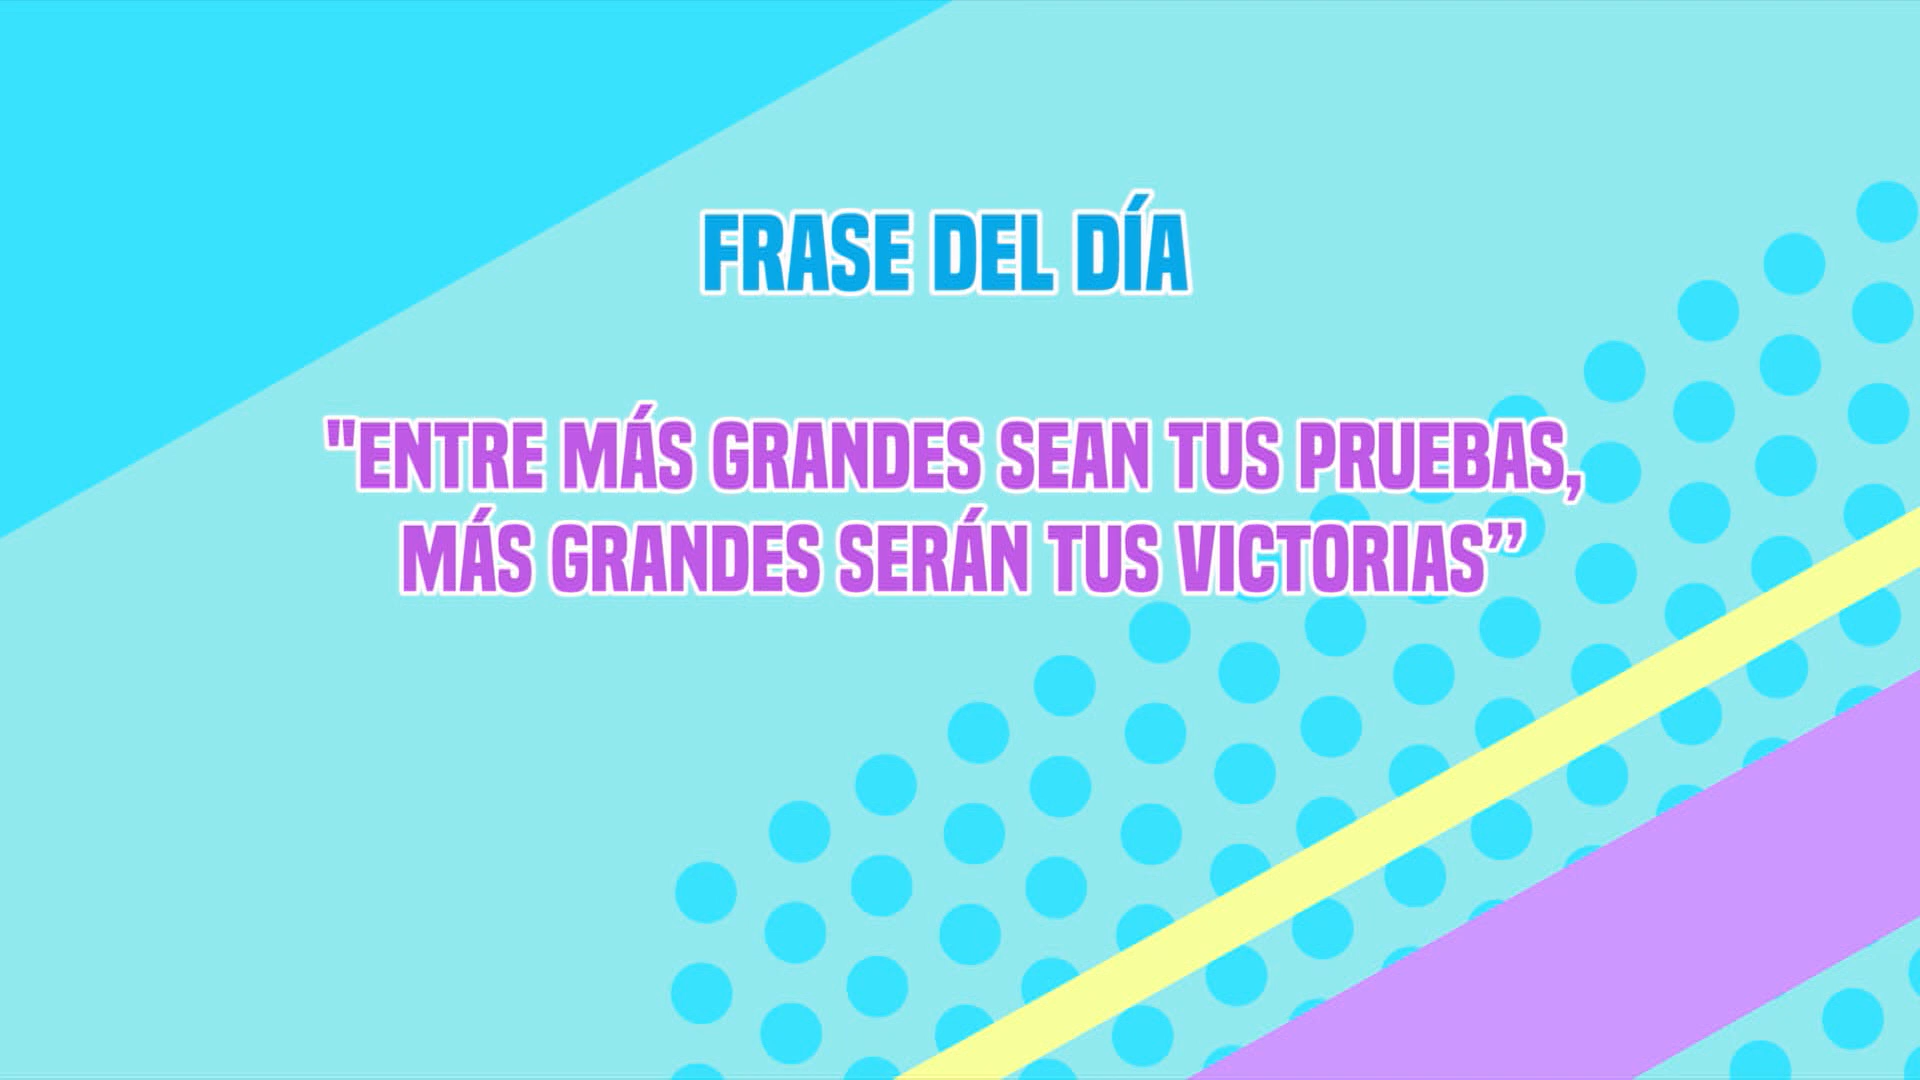 FRASE DEL DÍA
"ENTRE MÁS GRANDES SEAN TUS PRUEBAS,
MÁS GRANDES SERÁN TUS VICTORIAS”